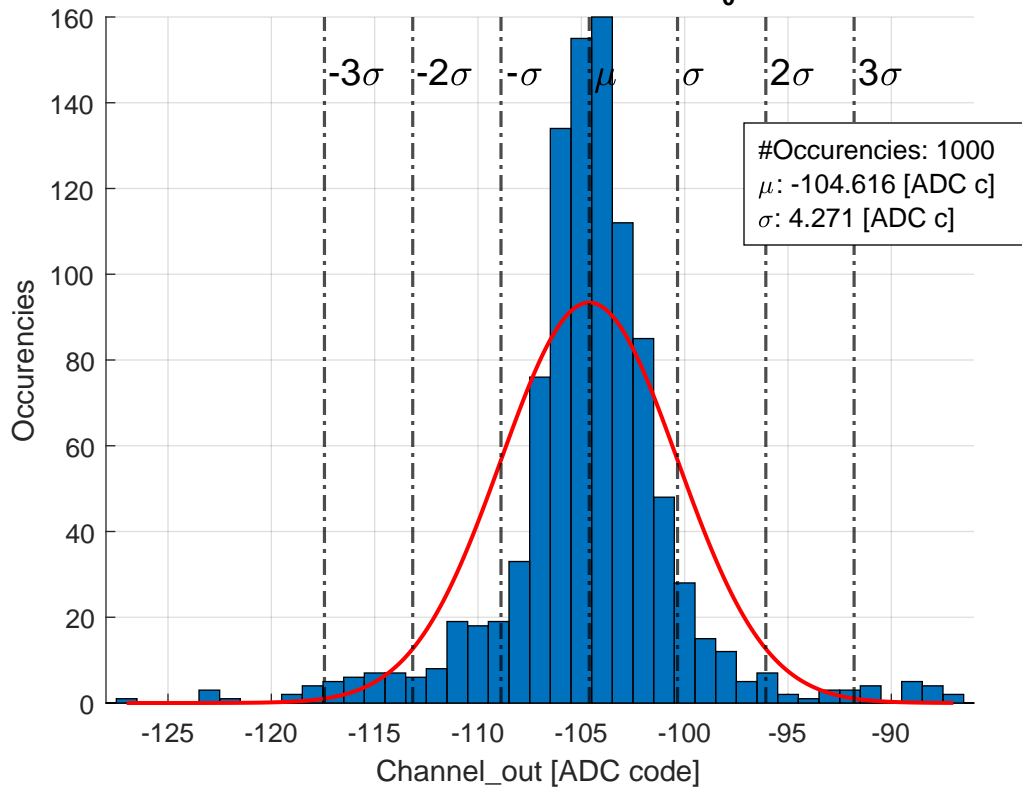 160
140
120
100
80
60
40
20
0
Occurencies
-3σ
-2σ
-σ
μ
σ
2σ
3σ
#Occurencies: 1000
μ: -104.616 [ADC c]
σ: 4.271 [ADC c]
-125
-120
-115
-110
-105
-100
-95
-90
Channel_out [ADC code]